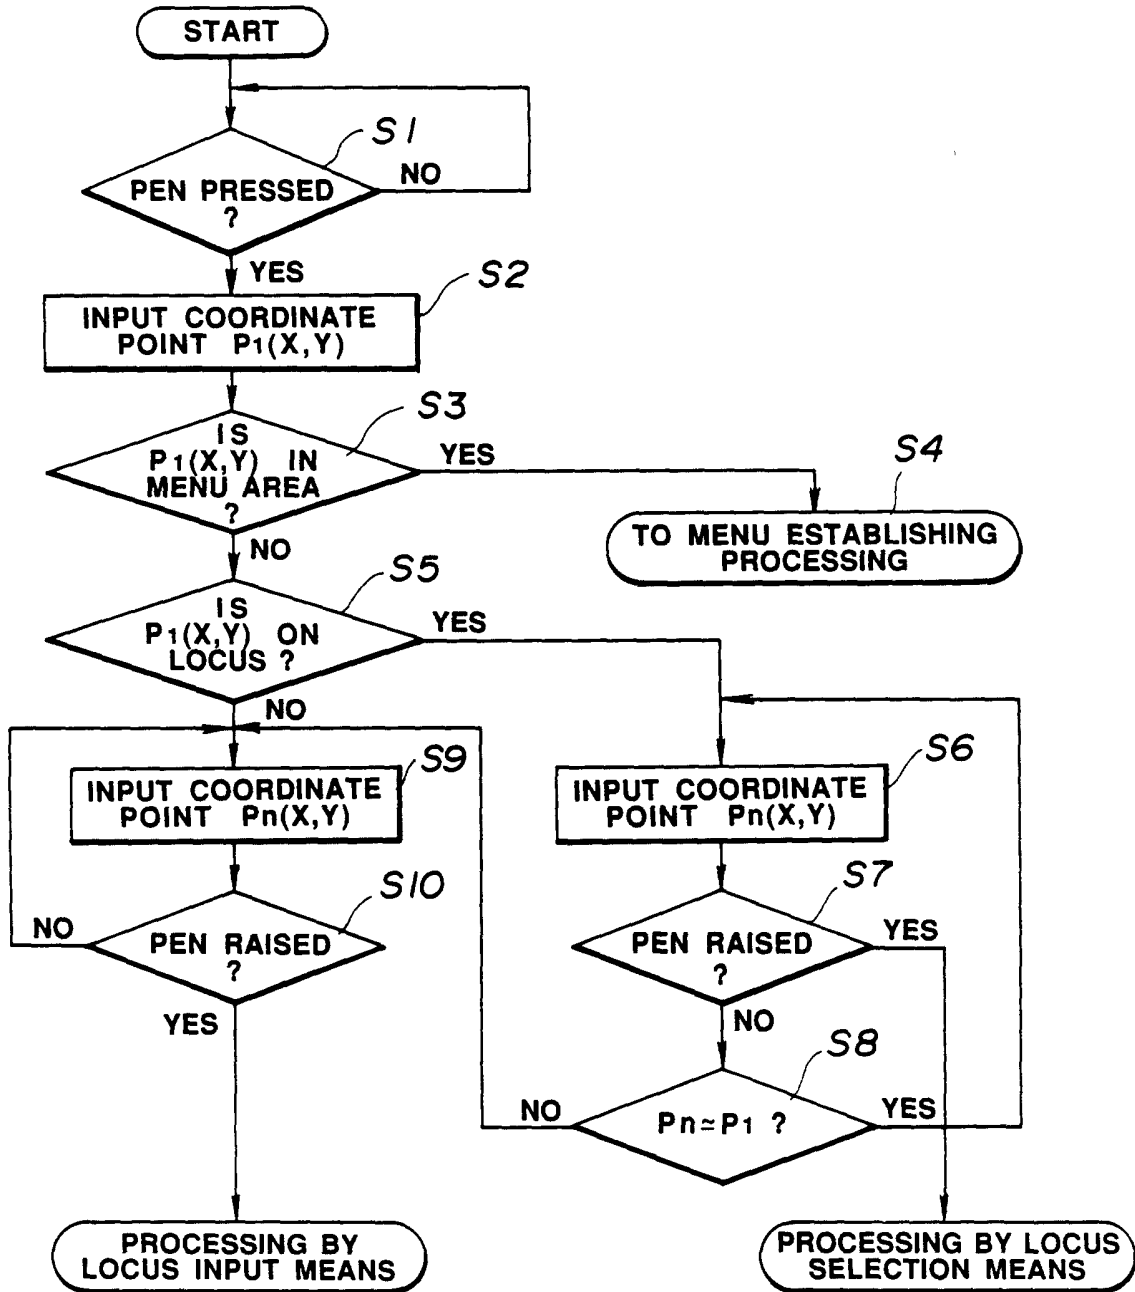 START
S1
PEN PRESSED
?
NO
YES
S2
INPUT COORDINATE
POINT P1(X,Y)
S3
IS
P1(X,Y) IN
MENU AREA
?
YES
S4
TO MENU ESTABLISHING
PROCESSING
NO
S5
IS
P1(X,Y) ON
LOCUS ?
YES
NO
S9
INPUT COORDINATE
POINT Pn(X,Y)
S6
INPUT COORDINATE
POINT Pn(X,Y)
S10
PEN RAISED
?
NO
YES
S7
PEN RAISED
?
YES
NO
S8
Pn≃P1 ?
NO
YES
PROCESSING BY
LOCUS INPUT MEANS
PROCESSING BY LOCUS
SELECTION MEANS